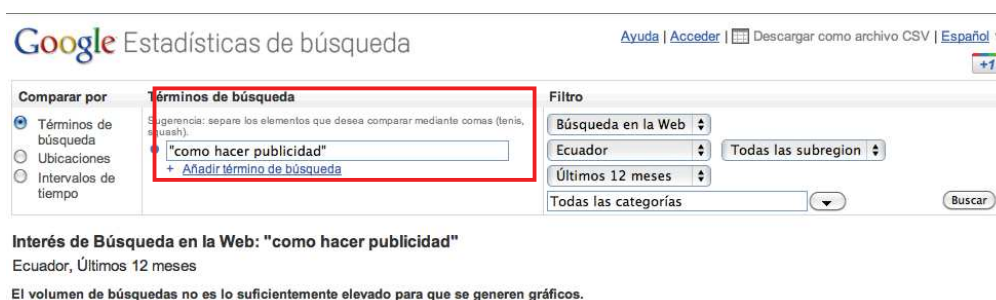 Google Estadísticas de búsqueda
Ayuda | Acceder | Descargar como archivo CSV | Español
+1
Comparar por
Términos de búsqueda
Ubicaciones
Intervalos de tiempo
Términos de búsqueda
Sugerencia: separe los elementos que desea comparar mediante comas (tenis,
squash).
"como hacer publicidad"
+ Añadir término de búsqueda
Filtro
Búsqueda en la Web
Ecuador Todas las subregion
Últimos 12 meses
Todas las categorías Buscar
Interés de Búsqueda en la Web: "como hacer publicidad"
Ecuador, Últimos 12 meses
El volumen de búsquedas no es lo suficientemente elevado para que se generen gráficos.